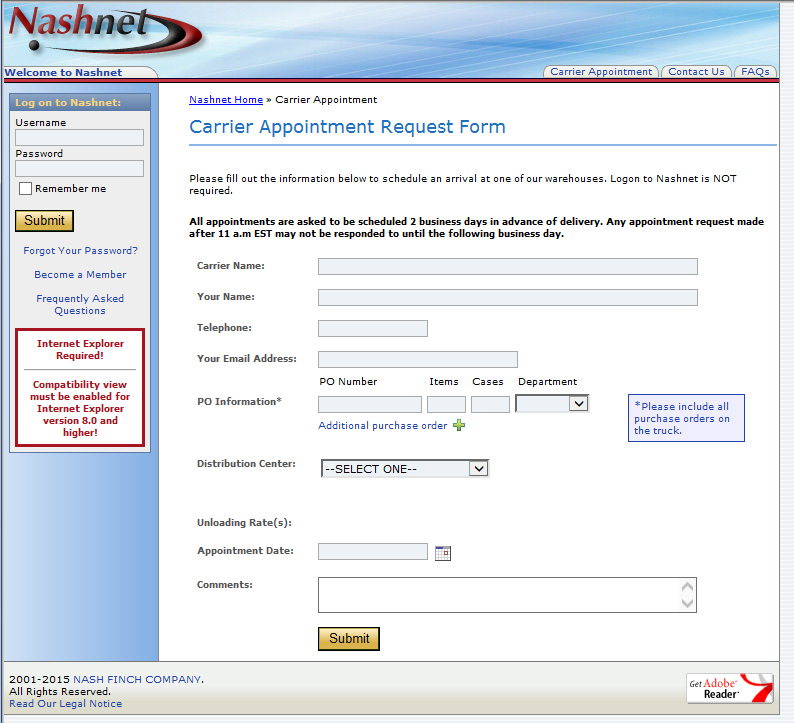 Nashnet
Welcome to Nashnet
Carrier Appointment
Contact Us
FAQs
Log on to Nashnet:
Username
Password
Remember me
Submit
Forgot Your Password?
Become a Member
Frequently Asked
Questions
Internet Explorer
Required!
Compatibility view
must be enabled for
Internet Explorer
version 8.0 and
higher!
Nashnet Home » Carrier Appointment
Carrier Appointment Request Form
Please fill out the information below to schedule an arrival at one of our warehouses. Logon to Nashnet is NOT
required.
All appointments are asked to be scheduled 2 business days in advance of delivery. Any appointment request made
after 11 a.m EST may not be responded to until the following business day.
Carrier Name:
Your Name:
Telephone:
Your Email Address:
PO Number Items Cases Department
PO Information*
Additional purchase order
*Please include all
purchase orders on
the truck.
Distribution Center:
--SELECT ONE--
Unloading Rate(s):
Appointment Date:
Comments:
Submit
2001-2015 NASH FINCH COMPANY.
All Rights Reserved.
Read Our Legal Notice
Get Adobe®
Reader®